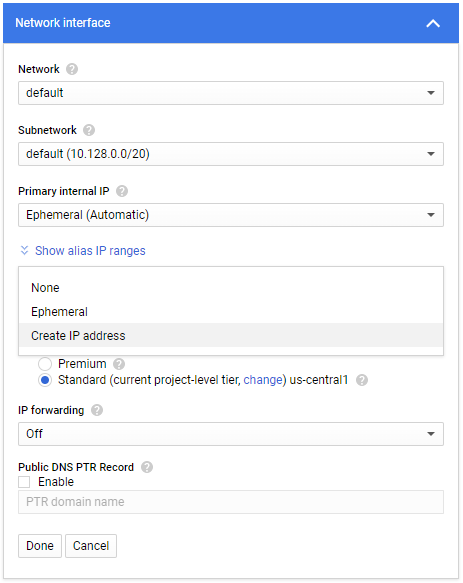 Network interface
Network
default
Subnetwork
default (10.128.0.0/20)
Primary internal IP
Ephemeral (Automatic)
Show alias IP ranges
None
Ephemeral
Create IP address
Premium
Standard (current project-level tier, change) us-central1
IP forwarding
Off
Public DNS PTR Record
Enable
PTR domain name
Done Cancel